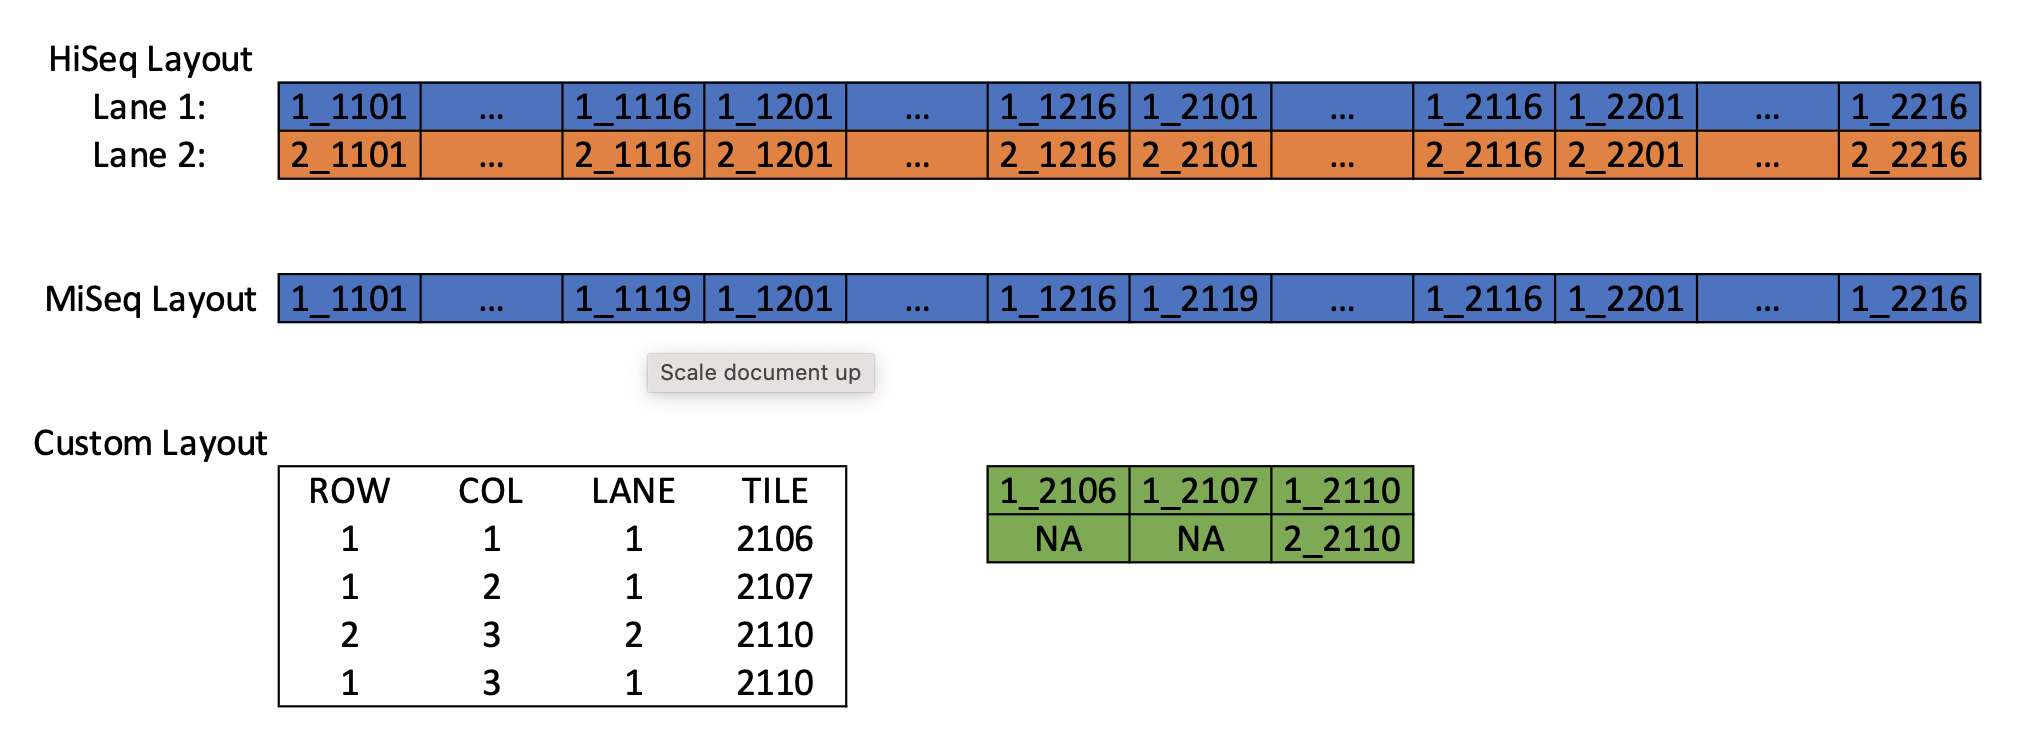 HiSeq Layout
Lane 1: 1_1101 ... 1_1116 1_1201 ... 1_1216 1_2101 ... 1_2116 1_2201 ... 1_2216
Lane 2: 2_1101 ... 2_1116 2_1201 ... 2_1216 2_2101 ... 2_2116 2_2201 ... 2_2216
MiSeq Layout 1_1101 ... 1_1119 1_1201 ... 1_1216 1_2119 ... 1_2116 1_2201 ... 1_2216
Scale document up
Custom Layout
ROW COL LANE TILE
1 1 1 2106
1 2 1 2107
2 3 2 2110
1 3 1 2110
1_2106 1_2107 1_2110
NA NA 2_2110